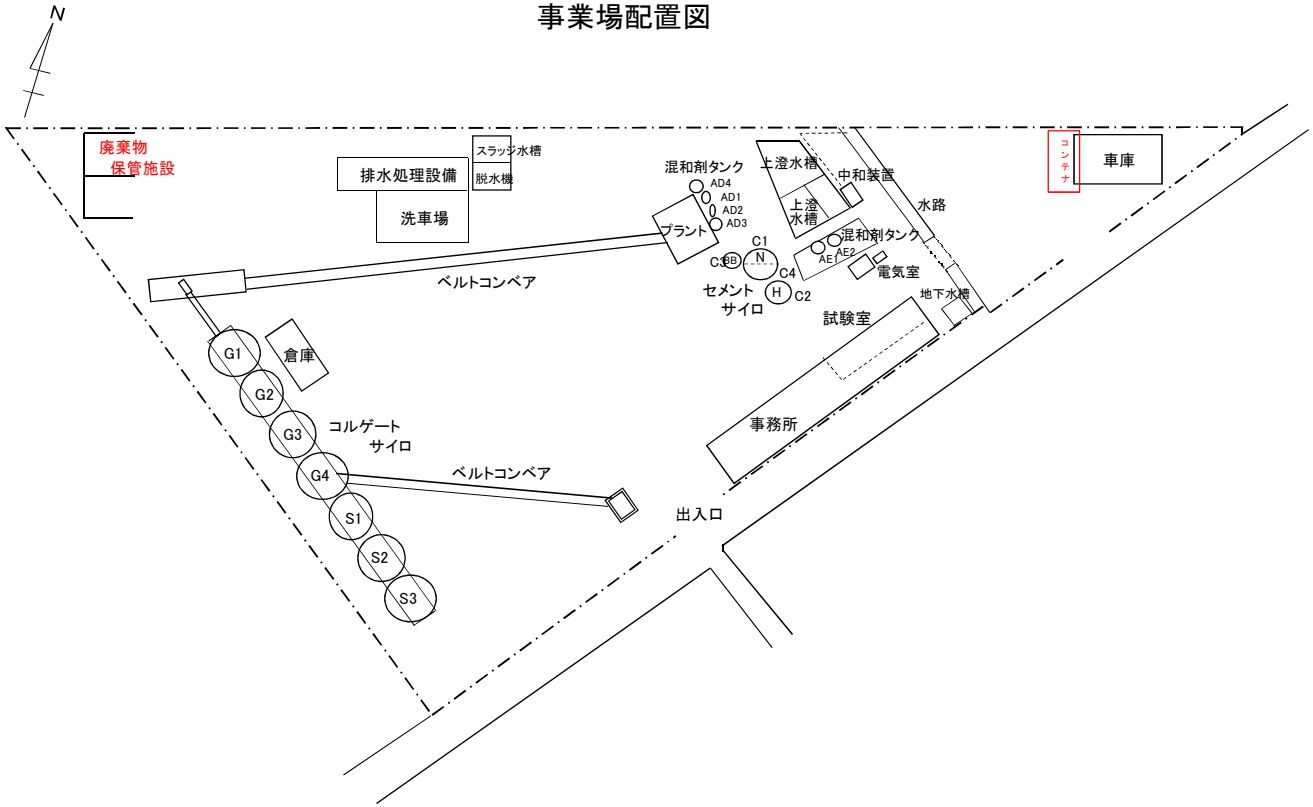 事業場配置図
N
廃棄物
保管施設
スラッジ水槽
脱水機
排水処理設備
洗車場
混和剤タンク
AD4
AD1
AD2
AD3
プラント
上澄水槽
上澄
水槽
中和装置
水路
コンテナ
車庫
混和剤タンク
AE1
AE2
電気室
地下水槽
C1
N
C3
BB
C4
H
C2
セメント
サイロ
ベルトコンベア
試験室
事務所
倉庫
G1
G2
G3
G4
S1
S2
S3
コルゲート
サイロ
ベルトコンベア
出入口